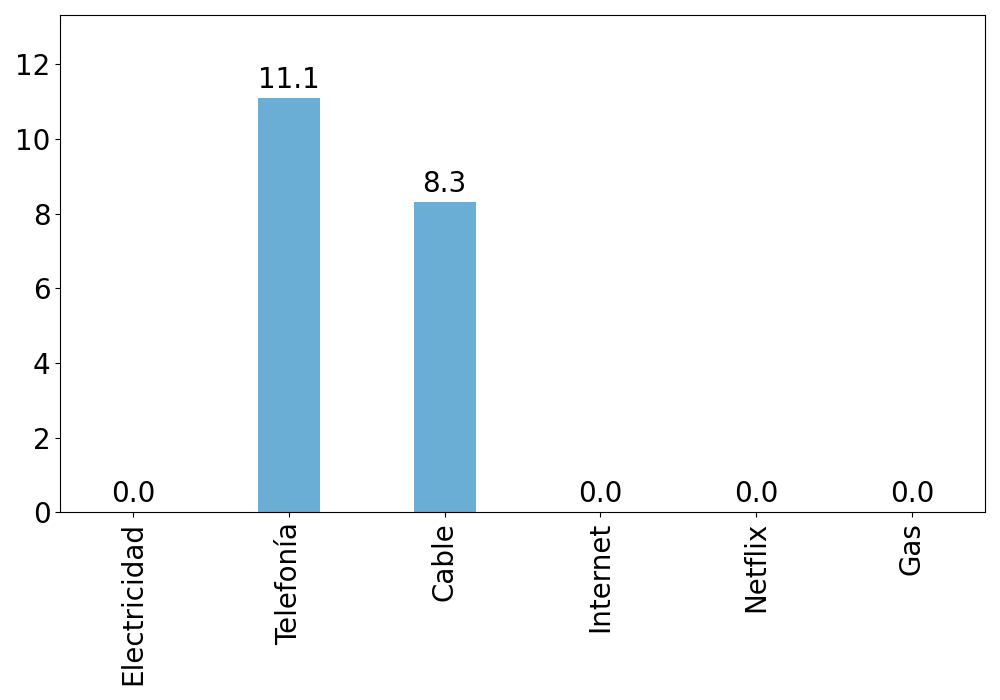 12
10
8
6
4
2
0
0.0
11.1
8.3
0.0
0.0
0.0
Electricidad
Telefonía
Cable
Internet
Netflix
Gas